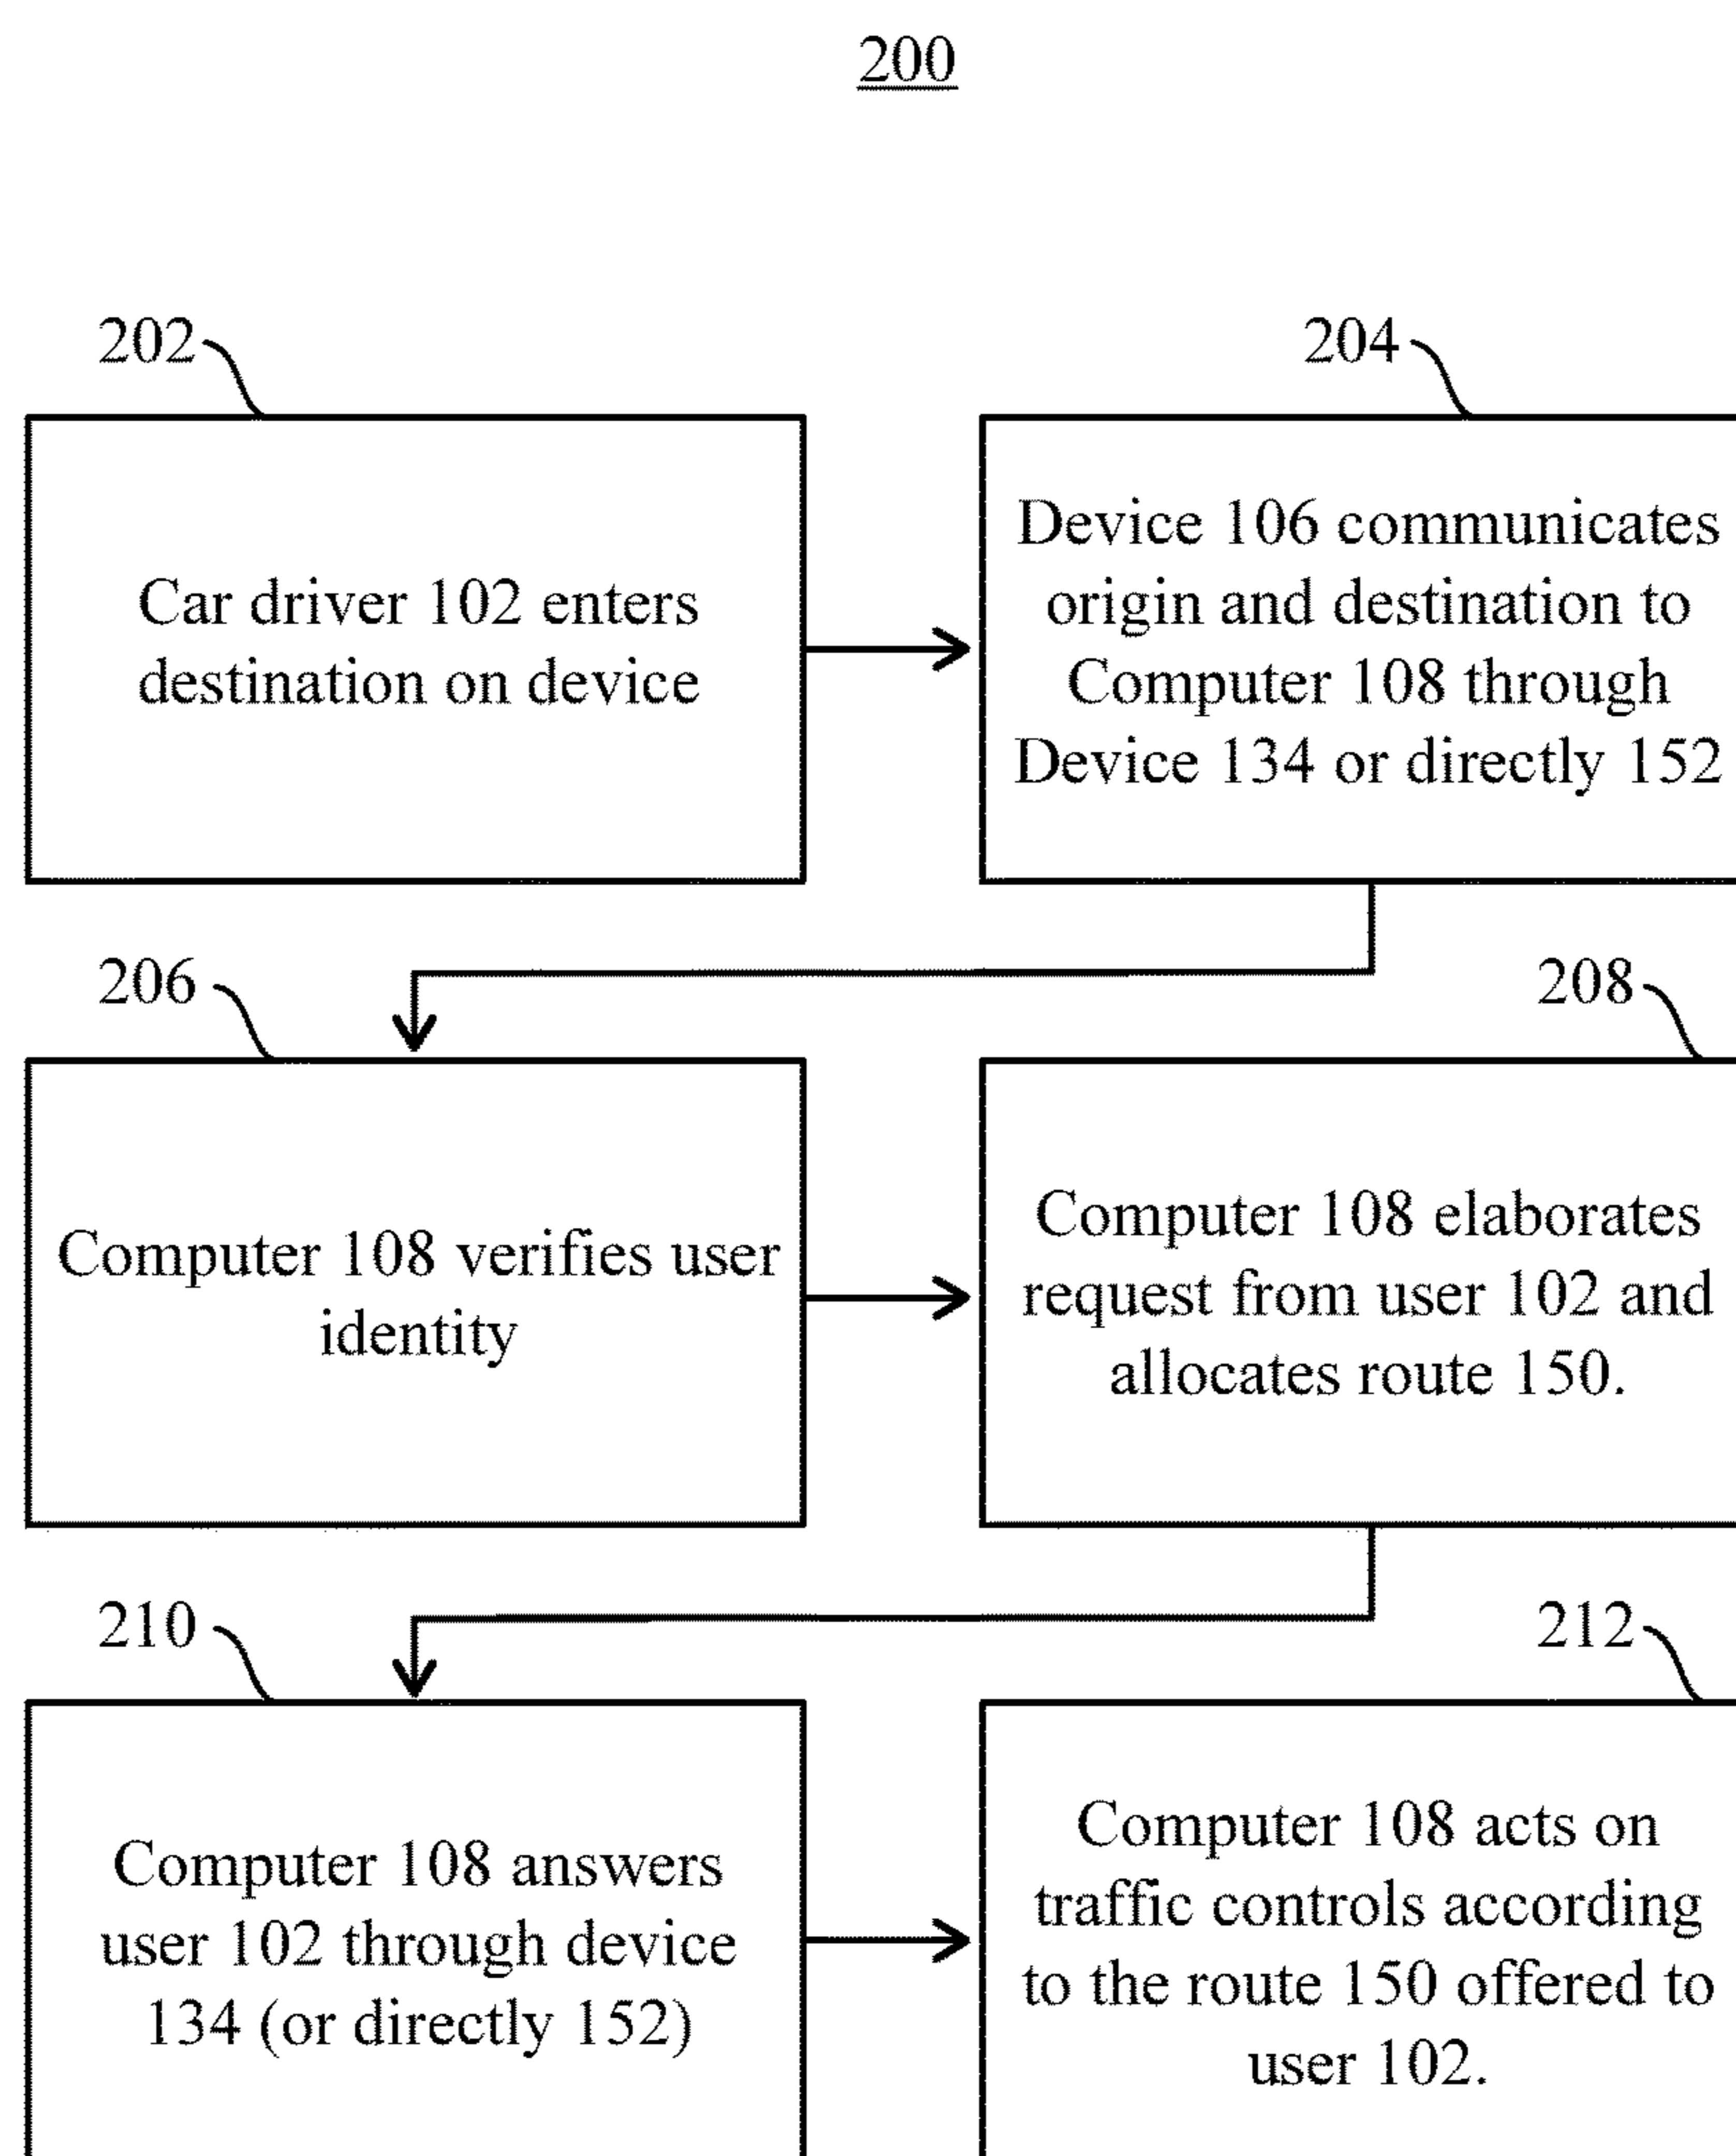 200
202
204
Car driver 102 enters
destination on device
Device 106 communicates
origin and destination to
Computer 108 through
Device 134 or directly 152
206
208
Computer 108 verifies user
identity
Computer 108 elaborates
request from user 102 and
allocates route 150.
210
212
Computer 108 answers
user 102 through device
134 (or directly 152)
Computer 108 acts on
traffic controls according
to the route 150 offered to
user 102.